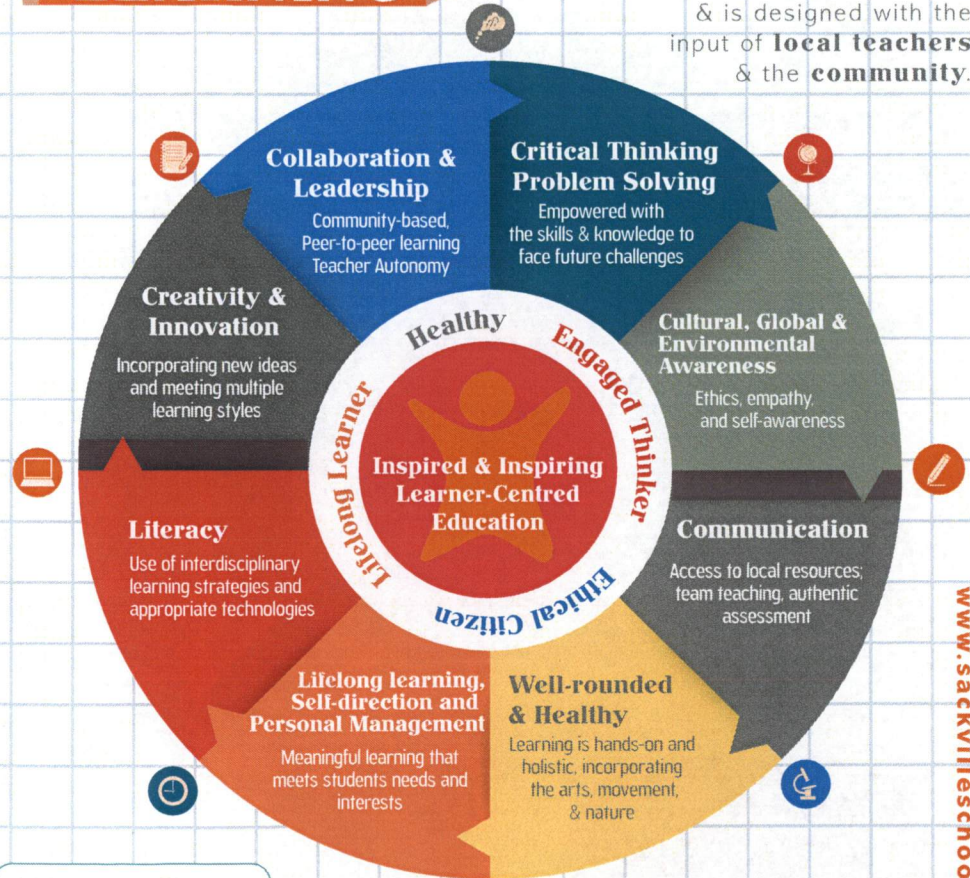 & is designed with the
input of local teachers
& the community.
Collaboration &
Leadership
Community-based,
Peer-to-peer learning
Teacher Autonomy
Critical Thinking
Problem Solving
Empowered with
the skills & knowledge to
face future challenges
Creativity &
Innovation
Incorporating new ideas
and meeting multiple
learning styles
Cultural, Global &
Environmental
Awareness
Ethics, empathy,
and self-awareness
Healthy
Engaged Thinker
Ethical Citizen
Lifelong Learner
Inspired & Inspiring
Learner-Centred
Education
Literacy
Use of interdisciplinary
learning strategies and
appropriate technologies
Communication
Access to local resources;
team teaching, authentic
assessment
Lifelong learning,
Self-direction and
Personal Management
Meaningful learning that
meets students needs and
interests
Well-rounded
& Healthy
Learning is hands-on and
holistic, incorporating
the arts, movement,
& nature
www.sackvilleschoo